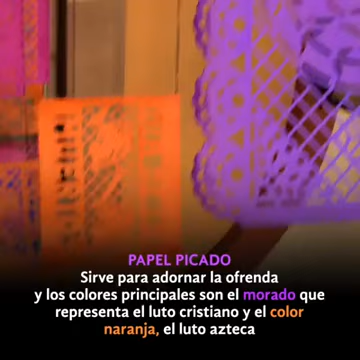 PAPEL PICADO
Sirve para adornar la ofrenda
y los colores principales son el morado que
representa el luto cristiano y el color
naranja, el luto azteca